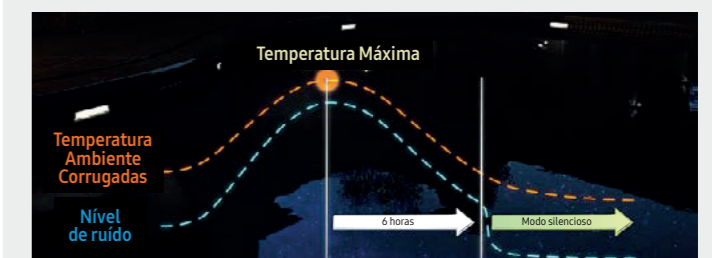 Temperatura Máxima
Temperatura
Ambiente
Corrugadas
Nível
de ruído
6 horas
Modo silencioso